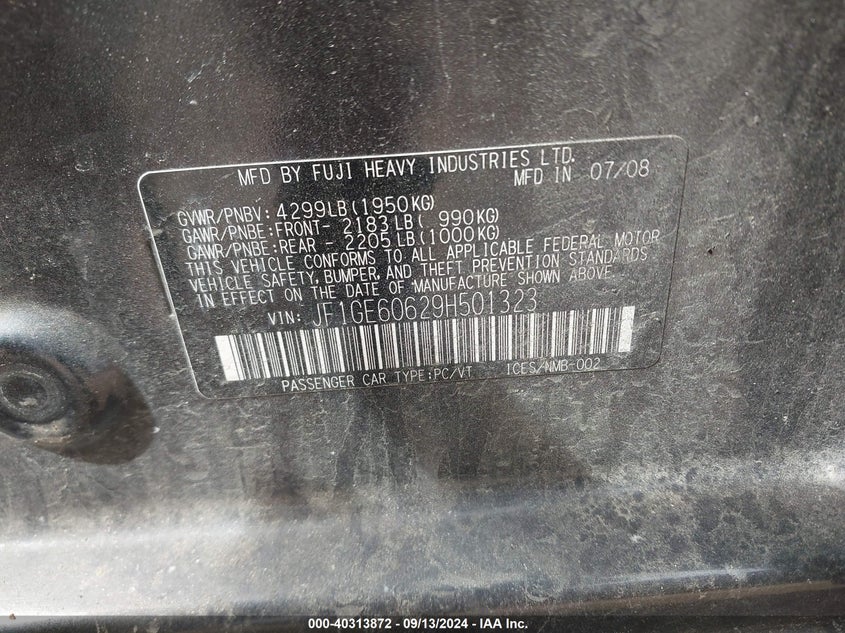 MFD BY FUJI HEAVY INDUSTRIES LTD.
MFD IN 07/08
GVWR/PNBV: 4299LB(1950KG)
GAWR/PNBE:FRONT- 2183LB( 990KG)
GAWR/PNBE:REAR - 2205LB(1000KG)
THIS VEHICLE CONFORMS TO ALL APPLICABLE FEDERAL MOTOR
VEHICLE SAFETY, BUMPER, AND THEFT PREVENTION STANDARDS
IN EFFECT ON THE DATE OF MANUFACTURE SHOWN ABOVE.
VIN: JF1GE60629H501323
PASSENGER CAR TYPE:PC/VT ICES/NMB-002
000-40313872 - 09/13/2024 - IAA Inc.